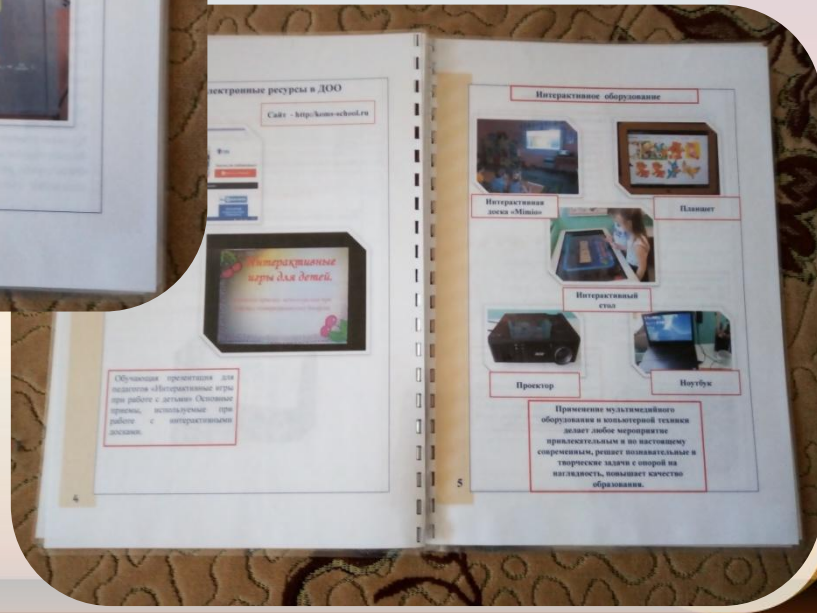 лектронные ресурсы в ДОО
Сайт - http:/komo-school.ru
Интерактивные
игры для детей.
Обучающая презентация для
педагогов «Интерактивные игры
при работе с детьми» Основные
приемы, используемые при
работе с интерактивными
досками.
4
Интерактивное оборудование
Интерактивная
доска «Mimio»
Планшет
Интерактивный
стол
Проектор
Ноутбук
Применение мультимедийного
оборудования и копьютерной техники
делает любое мероприятие
привлекательным и по настоящему
современным, решает познавательные и
творческие задачи с опорой на
наглядность, повышает качество
образования.
5